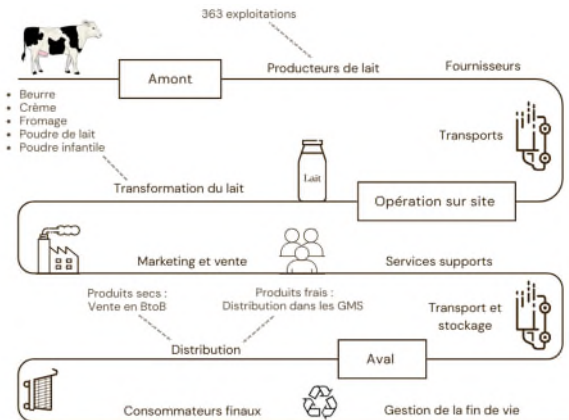 363 exploitations
Amont
Producteurs de lait
Fournisseurs
• Beurre
• Crème
• Fromage
• Poudre de lait
• Poudre infantile
Transports
Transformation du lait
Lait
Opération sur site
Marketing et vente
Services supports
Produits secs :
Vente en BtoB
Produits frais :
Distribution dans les GMS
Transport et
stockage
Distribution
Aval
Consommateurs finaux
Gestion de la fin de vie